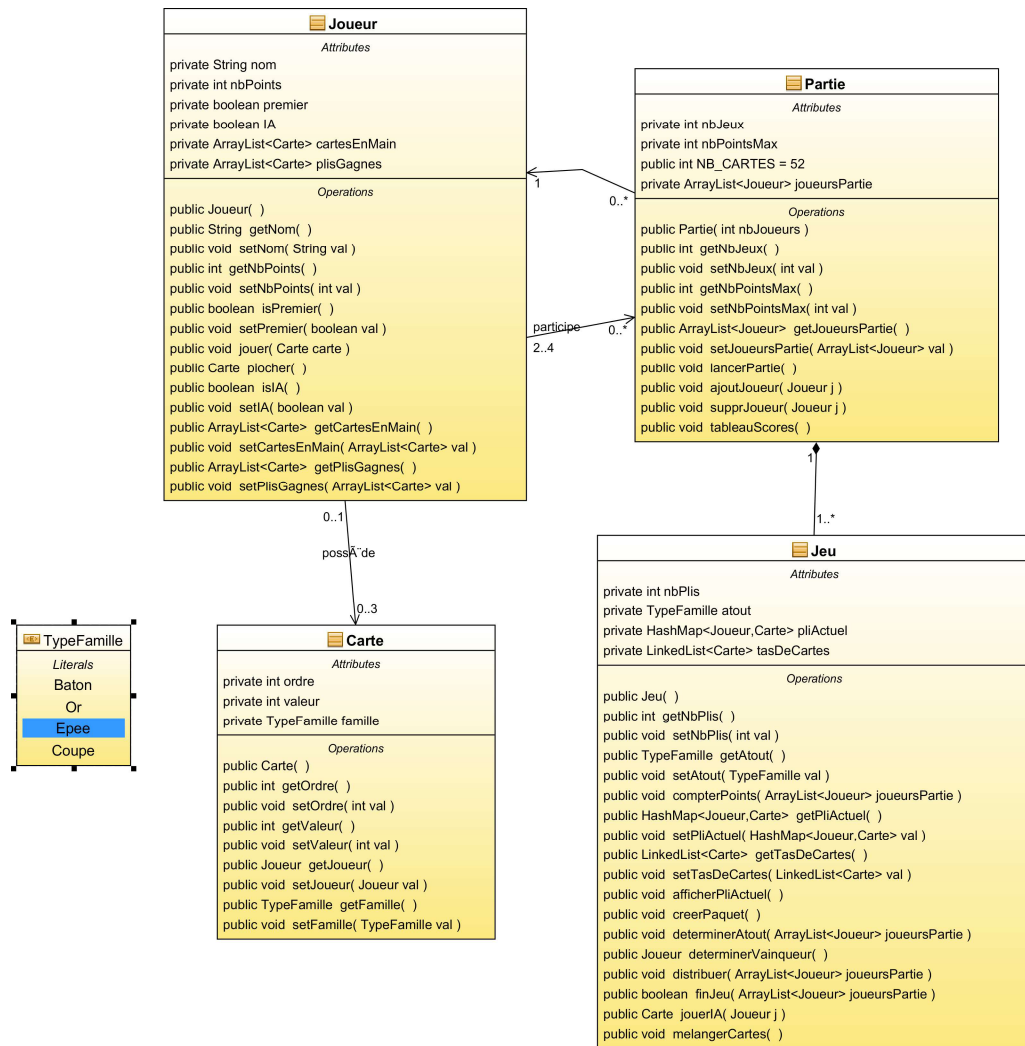 Joueur
Attributes
private String nom
private int nbPoints
private boolean premier
private boolean IA
private ArrayList<Carte> cartesEnMain
private ArrayList<Carte> plisGagnes
Operations
public Joueur( )
public String getNom( )
public void setNom( String val )
public int getNbPoints( )
public void setNbPoints( int val )
public boolean isPremier( )
public void setPremier( boolean val )
public void jouer( Carte carte )
public Carte piocher( )
public boolean isIA( )
public void setIA( boolean val )
public ArrayList<Carte> getCartesEnMain( )
public void setCartesEnMain( ArrayList<Carte> val )
public ArrayList<Carte> getPlisGagnes( )
public void setPlisGagnes( ArrayList<Carte> val )
Partie
Attributes
private int nbJeux
private int nbPointsMax
public int NB_CARTES = 52
private ArrayList<Joueur> joueursPartie
Operations
public Partie( int nbJoueurs )
public int getNbJeux( )
public void setNbJeux( int val )
public int getNbPointsMax( )
public void setNbPointsMax( int val )
public ArrayList<Joueur> getJoueursPartie( )
public void setJoueursPartie( ArrayList<Joueur> val )
public void lancerPartie( )
public void ajoutJoueur( Joueur j )
public void supprJoueur( Joueur j )
public void tableauScores( )
1
0..*
participe
0..*
2..4
1
1..*
0..1
possÃ¨de
0..3
TypeFamille
Literals
Baton
Or
Epee
Coupe
Carte
Attributes
private int ordre
private int valeur
private TypeFamille famille
Operations
public Carte( )
public int getOrdre( )
public void setOrdre( int val )
public int getValeur( )
public void setValeur( int val )
public Joueur getJoueur( )
public void setJoueur( Joueur val )
public TypeFamille getFamille( )
public void setFamille( TypeFamille val )
Jeu
Attributes
private int nbPlis
private TypeFamille atout
private HashMap<Joueur,Carte> pliActuel
private LinkedList<Carte> tasDeCartes
Operations
public Jeu( )
public int getNbPlis( )
public void setNbPlis( int val )
public TypeFamille getAtout( )
public void setAtout( TypeFamille val )
public void compterPoints( ArrayList<Joueur> joueursPartie )
public HashMap<Joueur,Carte> getPliActuel( )
public void setPliActuel( HashMap<Joueur,Carte> val )
public LinkedList<Carte> getTasDeCartes( )
public void setTasDeCartes( LinkedList<Carte> val )
public void afficherPliActuel( )
public void creerPaquet( )
public void determinerAtout( ArrayList<Joueur> joueursPartie )
public Joueur determinerVainqueur( )
public void distribuer( ArrayList<Joueur> joueursPartie )
public boolean finJeu( ArrayList<Joueur> joueursPartie )
public Carte jouerIA( Joueur j )
public void melangerCartes( )